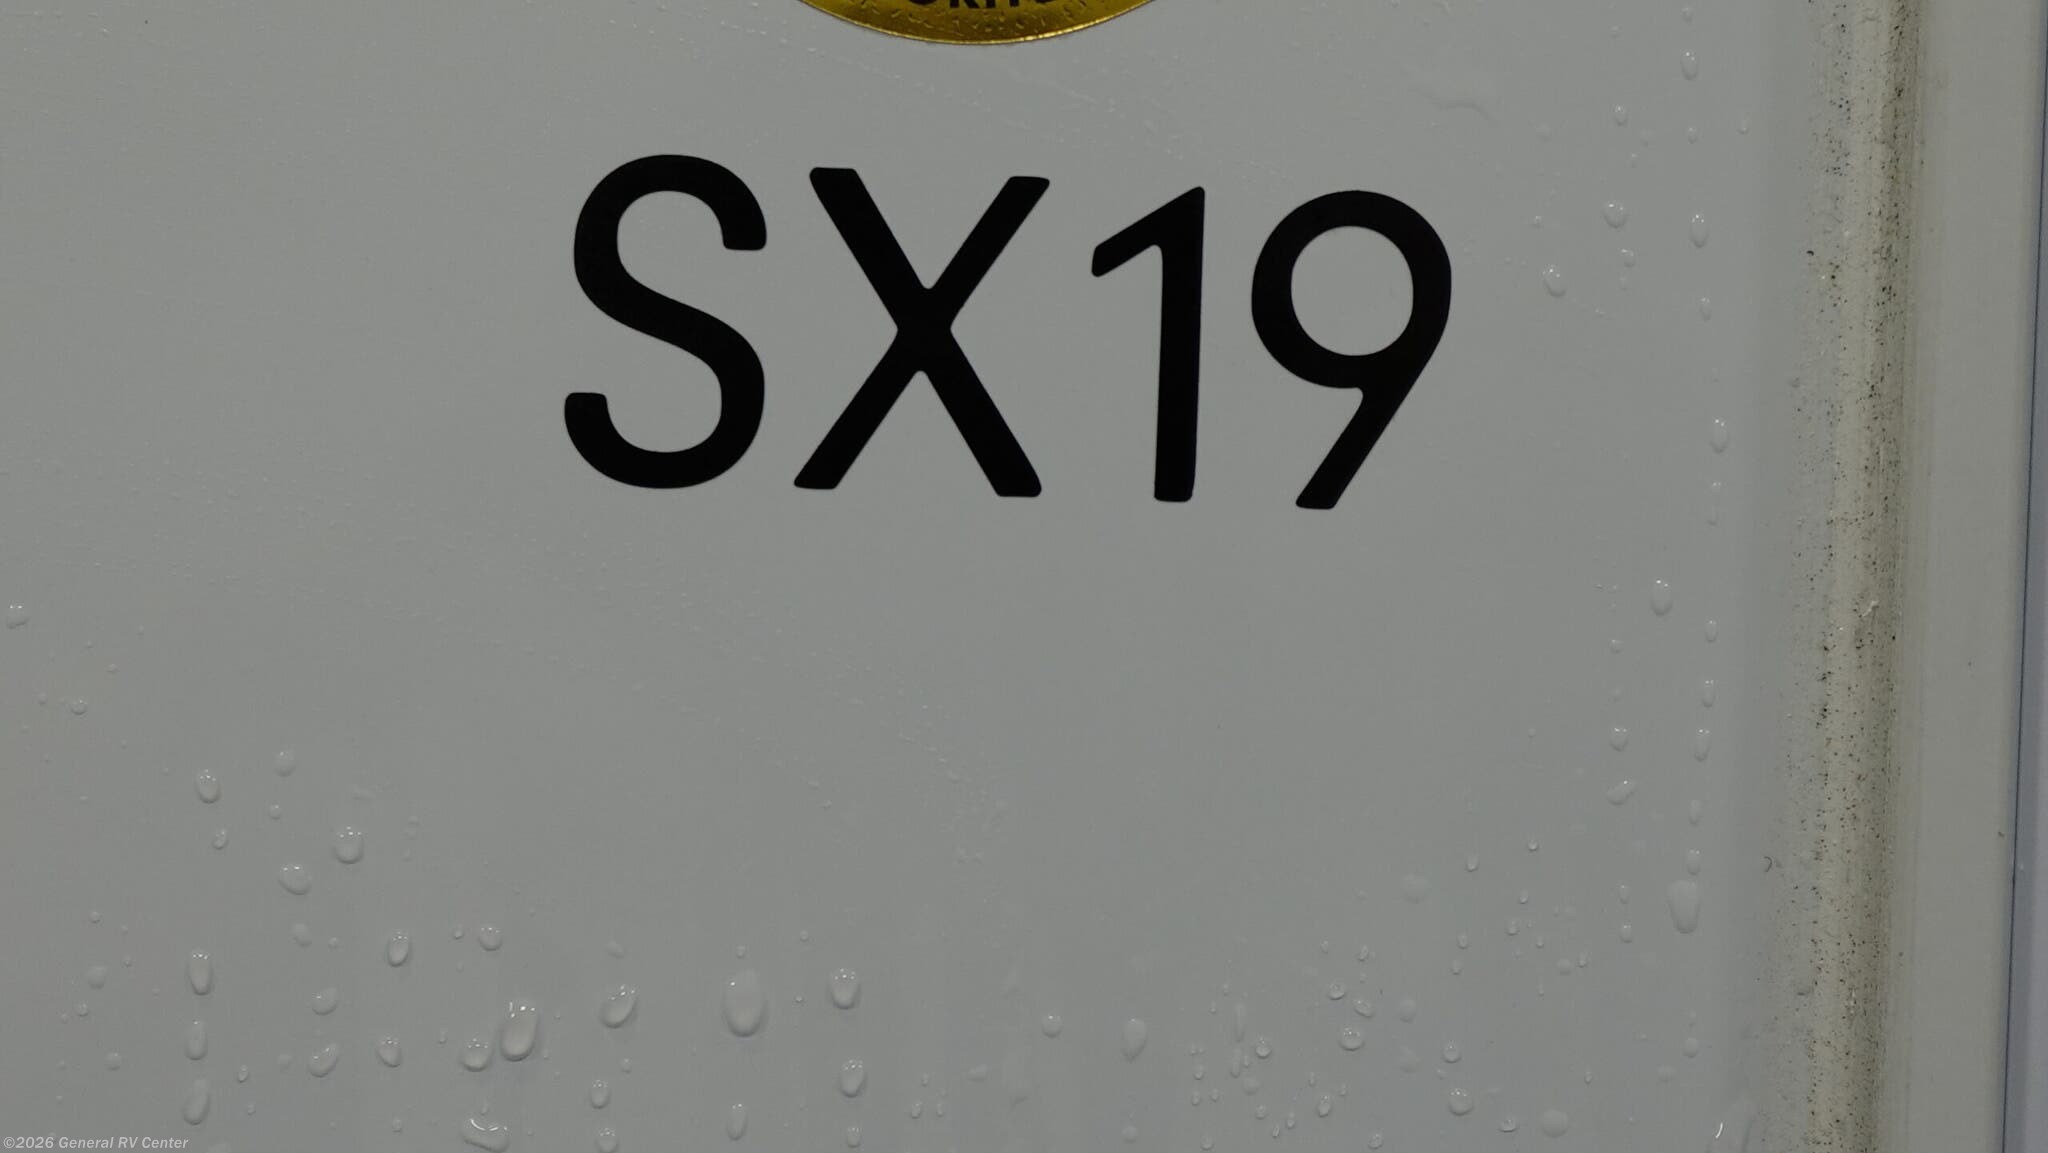 SX19
©2026 General RV Center